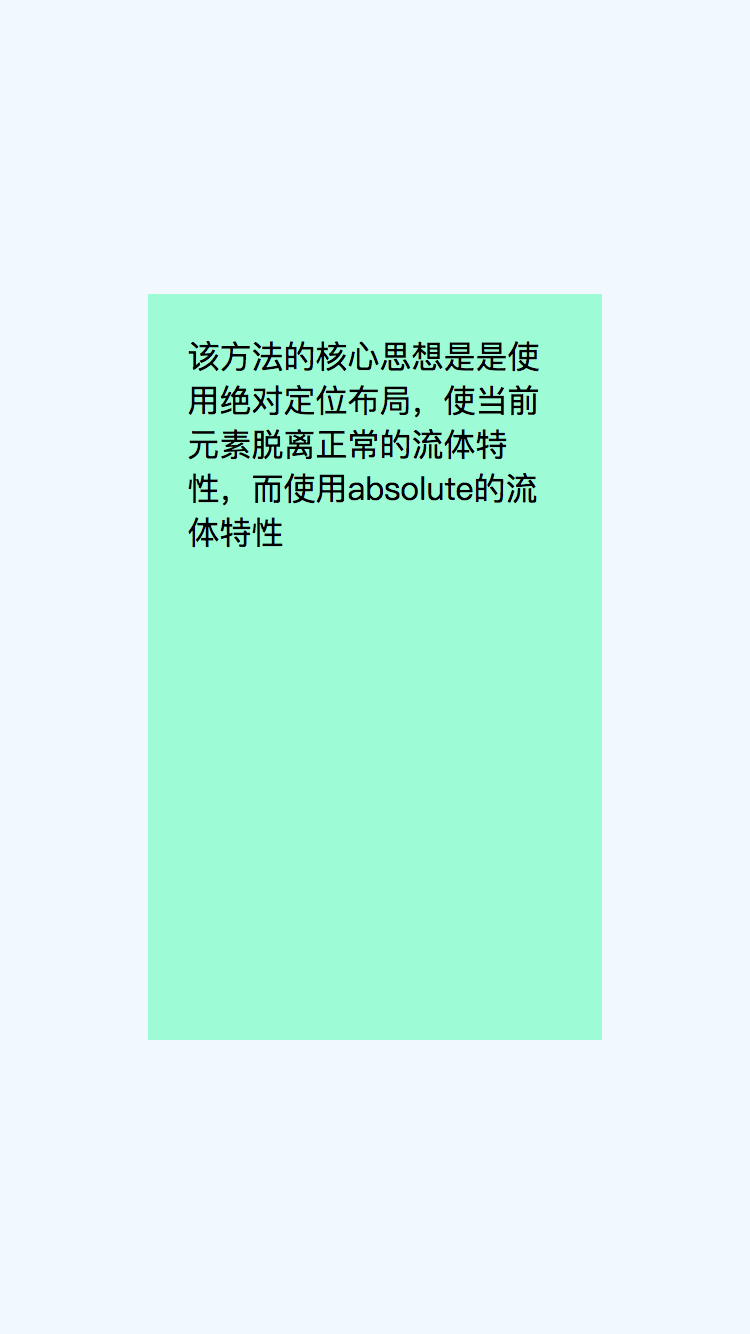 该方法的核心思想是是使
用绝对定位布局，使当前
元素脱离正常的流体特
性，而使用absolute的流
体特性